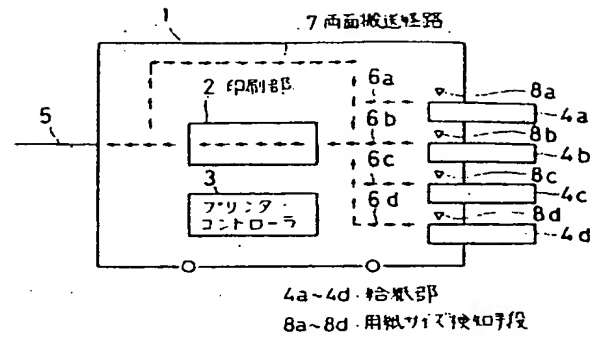 1
7 両面搬送経路
2 印刷部
6a
8a
4a
5
6b
8b
4b
6c
8c
4c
3
プリンタ・
コントローラ
6d
8d
4d
4a~4d・給紙部
8a~8d・用紙サイズ検知手段